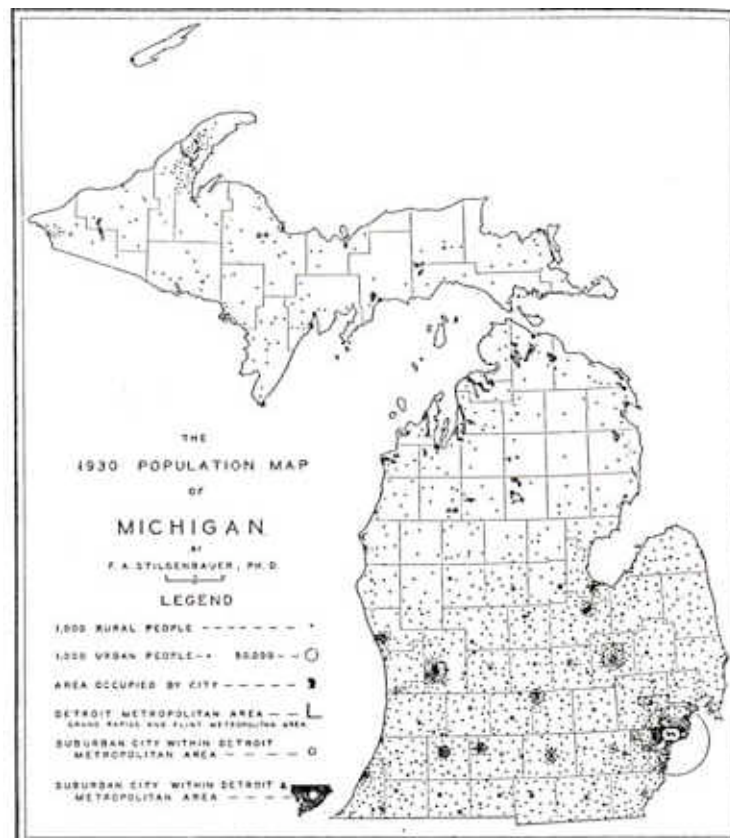 THE
1930 POPULATION MAP
OF
MICHIGAN
BY
F. A. STILGENBAUER, PH. D.
LEGEND
1,000 RURAL PEOPLE
1,000 URBAN PEOPLE 50,000
AREA OCCUPIED BY CITY
DETROIT METROPOLITAN AREA
GRAND RAPIDS AND FLINT METROPOLITAN AREA
SUBURBAN CITY WITHIN DETROIT
METROPOLITAN AREA
SUBURBAN CITY WITHIN DETROIT &
METROPOLITAN AREA